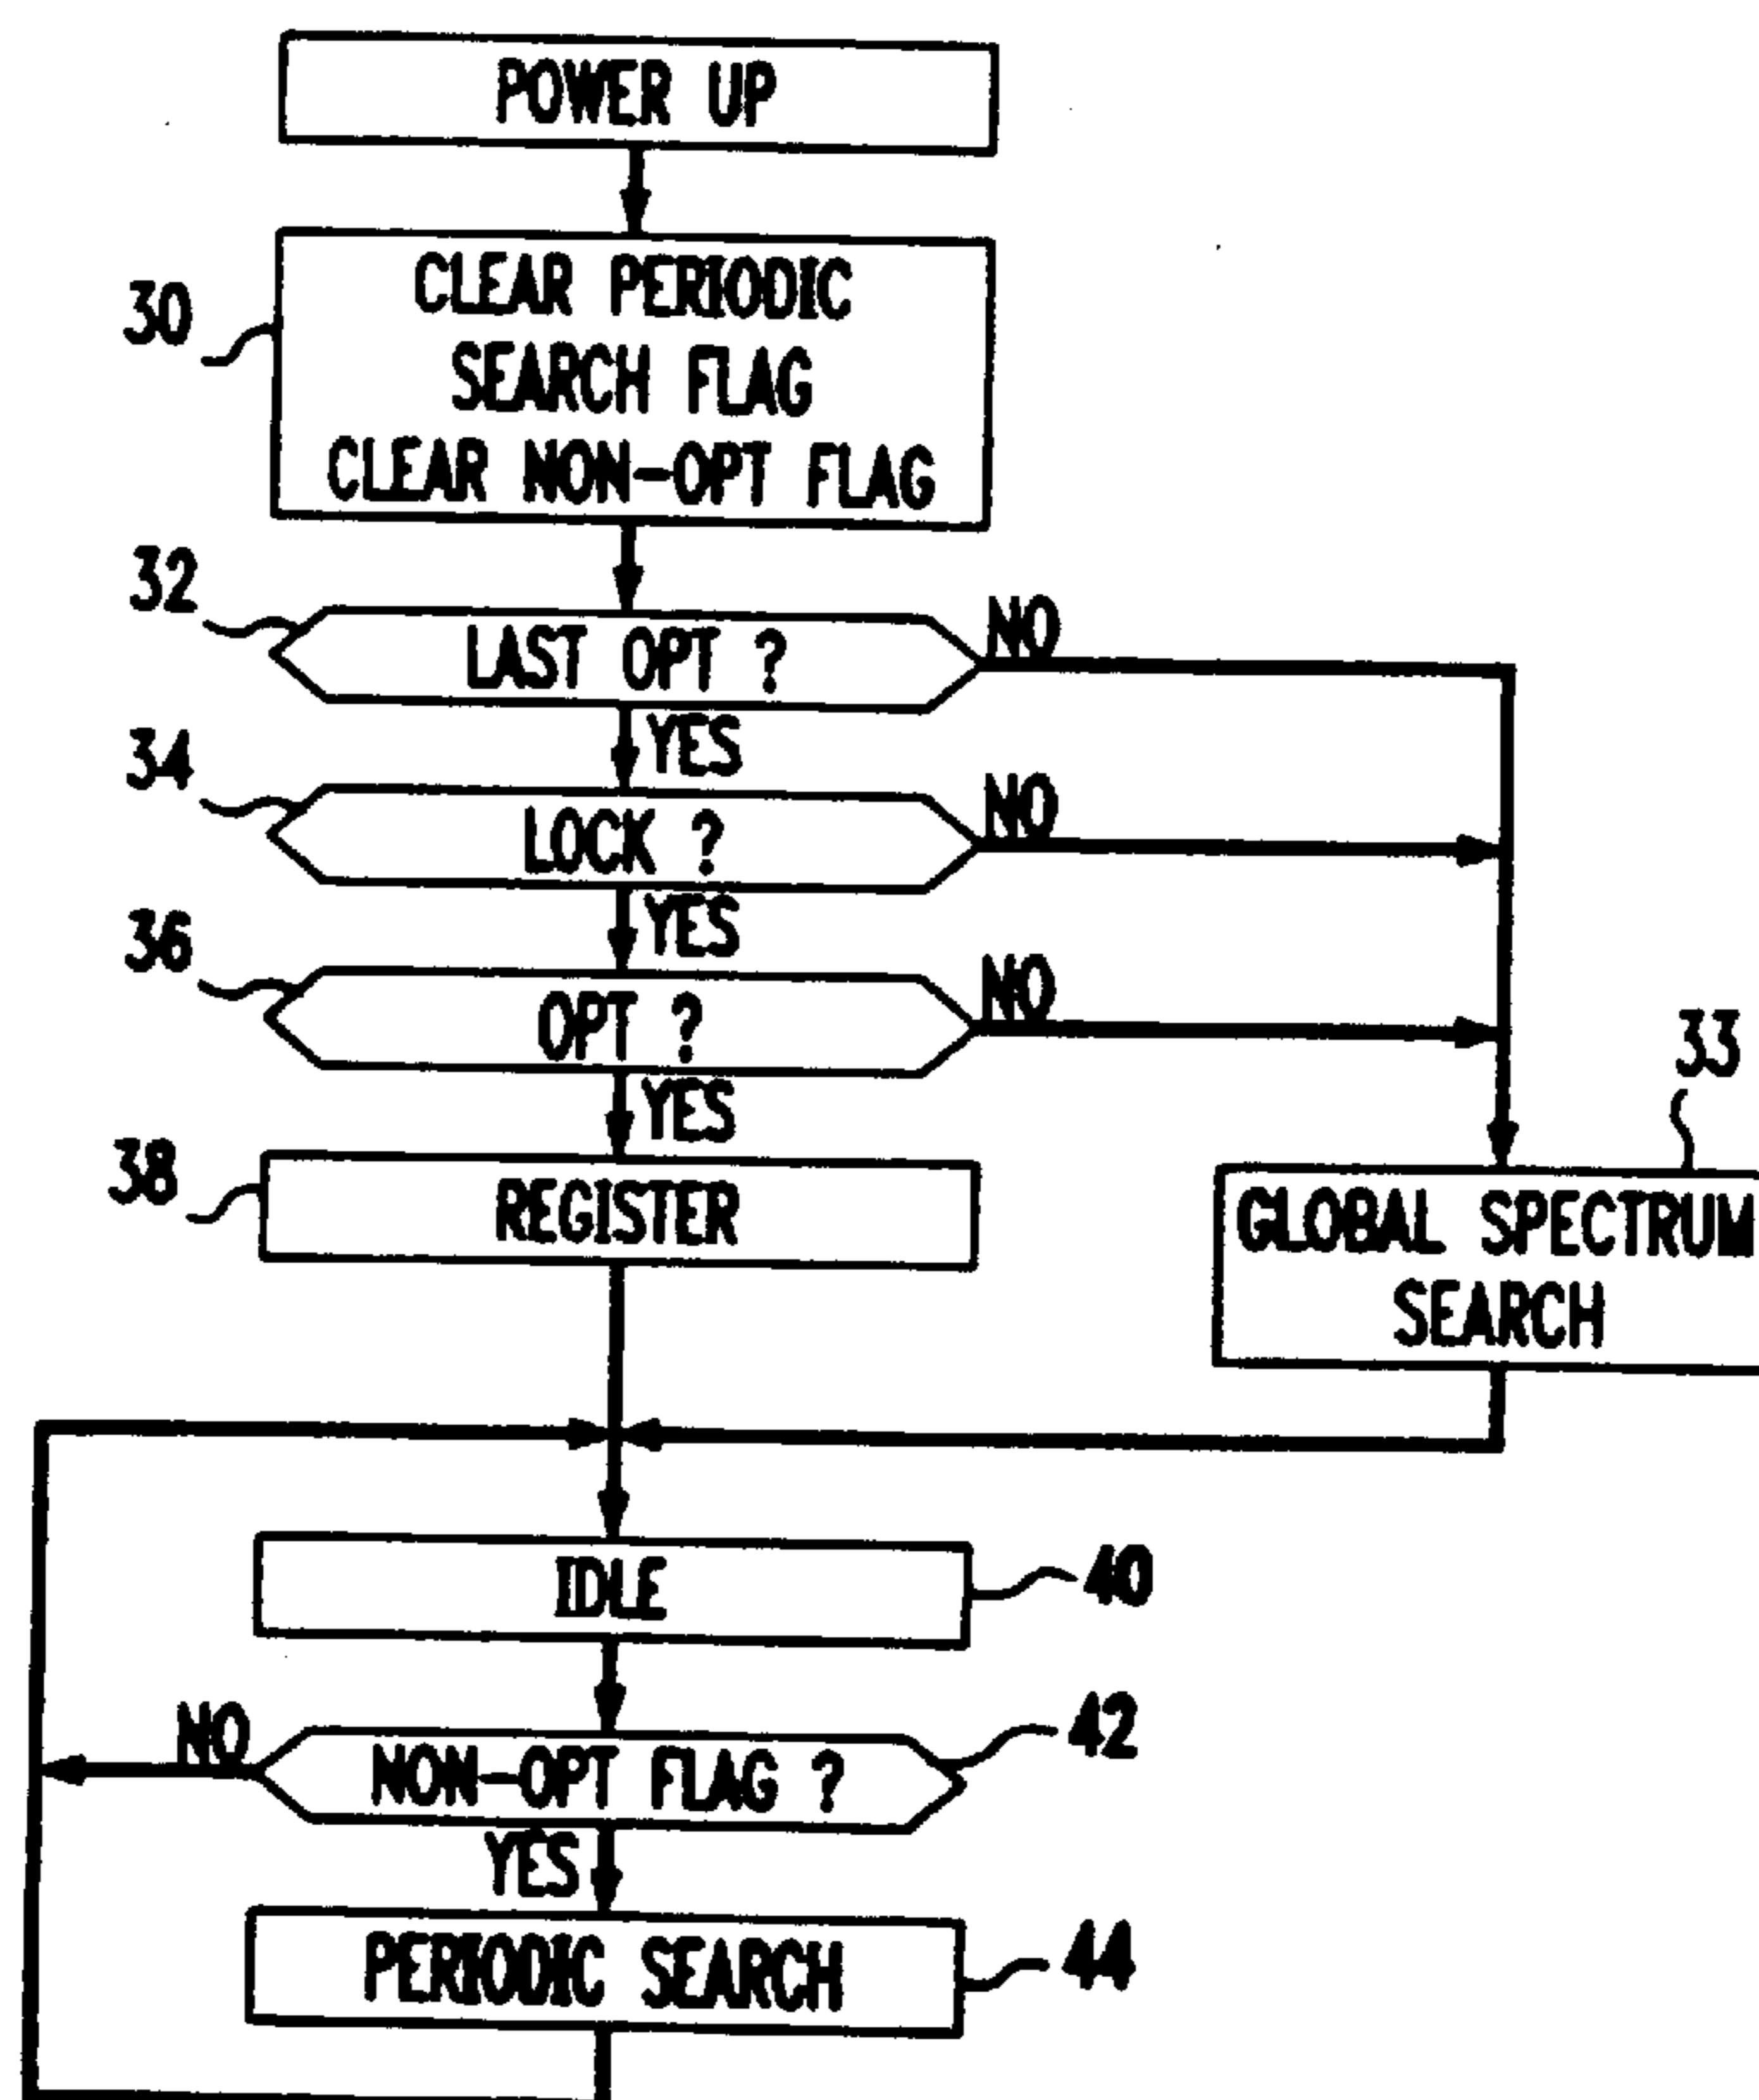 POWER UP
30
CLEAR PERIODIC
SEARCH FLAG
CLEAR NON-OPT FLAG
32
LAST OPT ?
NO
YES
34
LOCK ?
NO
YES
36
OPT ?
NO
YES
33
38
REGISTER
GLOBAL SPECTRUM
SEARCH
IDLE
40
NO
NON-OPT FLAG ?
42
YES
PERIODIC SEARCH
44